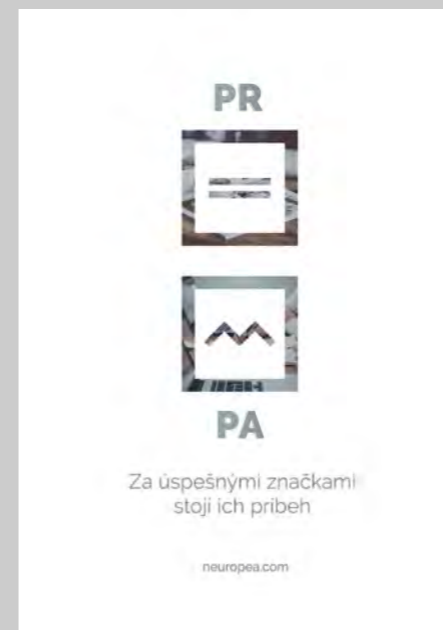 PR
PA
Za úspešnými značkami
stojí ich príbeh
neuropea.com